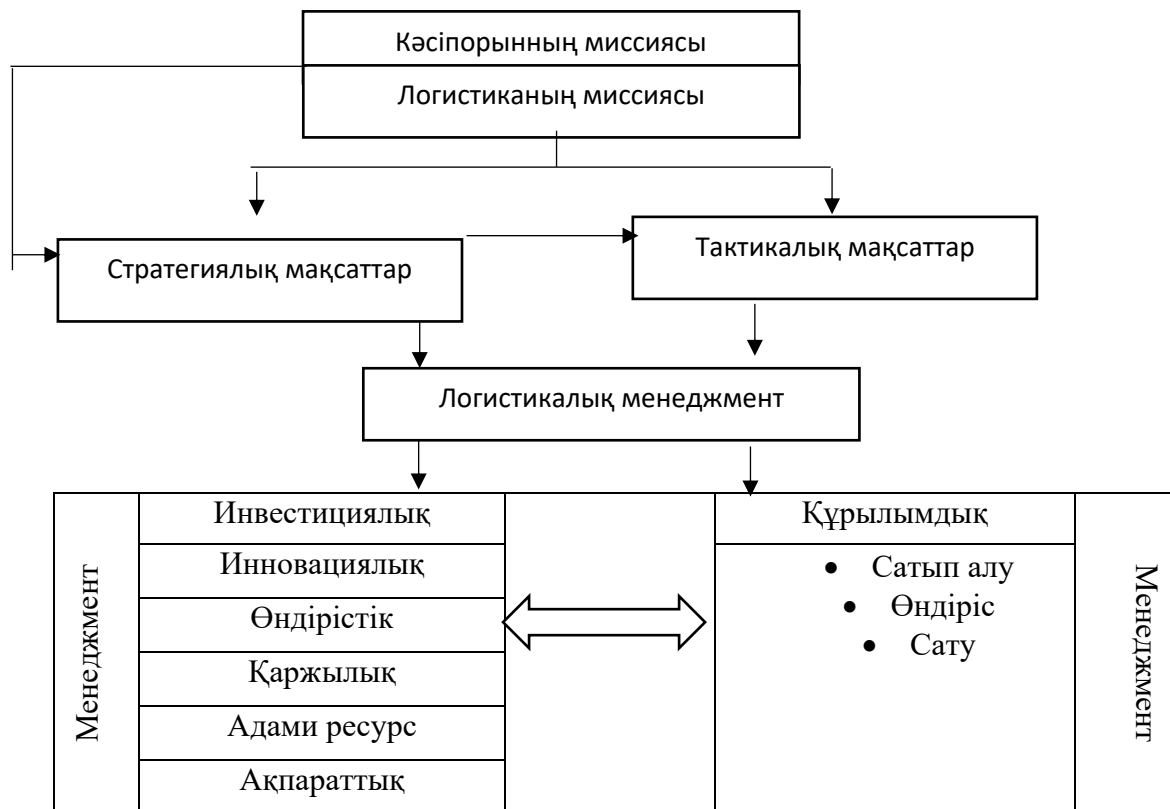 Кәсіпорынның миссиясы
Логистиканың миссиясы
Стратегиялық мақсаттар
Тактикалық мақсаттар
Логистикалық менеджмент
Менеджмент
Инвестициялық
Инновациялық
Өндірістік
Қаржылық
Адами ресурс
Ақпараттық
Құрылымдық
• Сатып алу
• Өндіріс
• Сату
Менеджмент